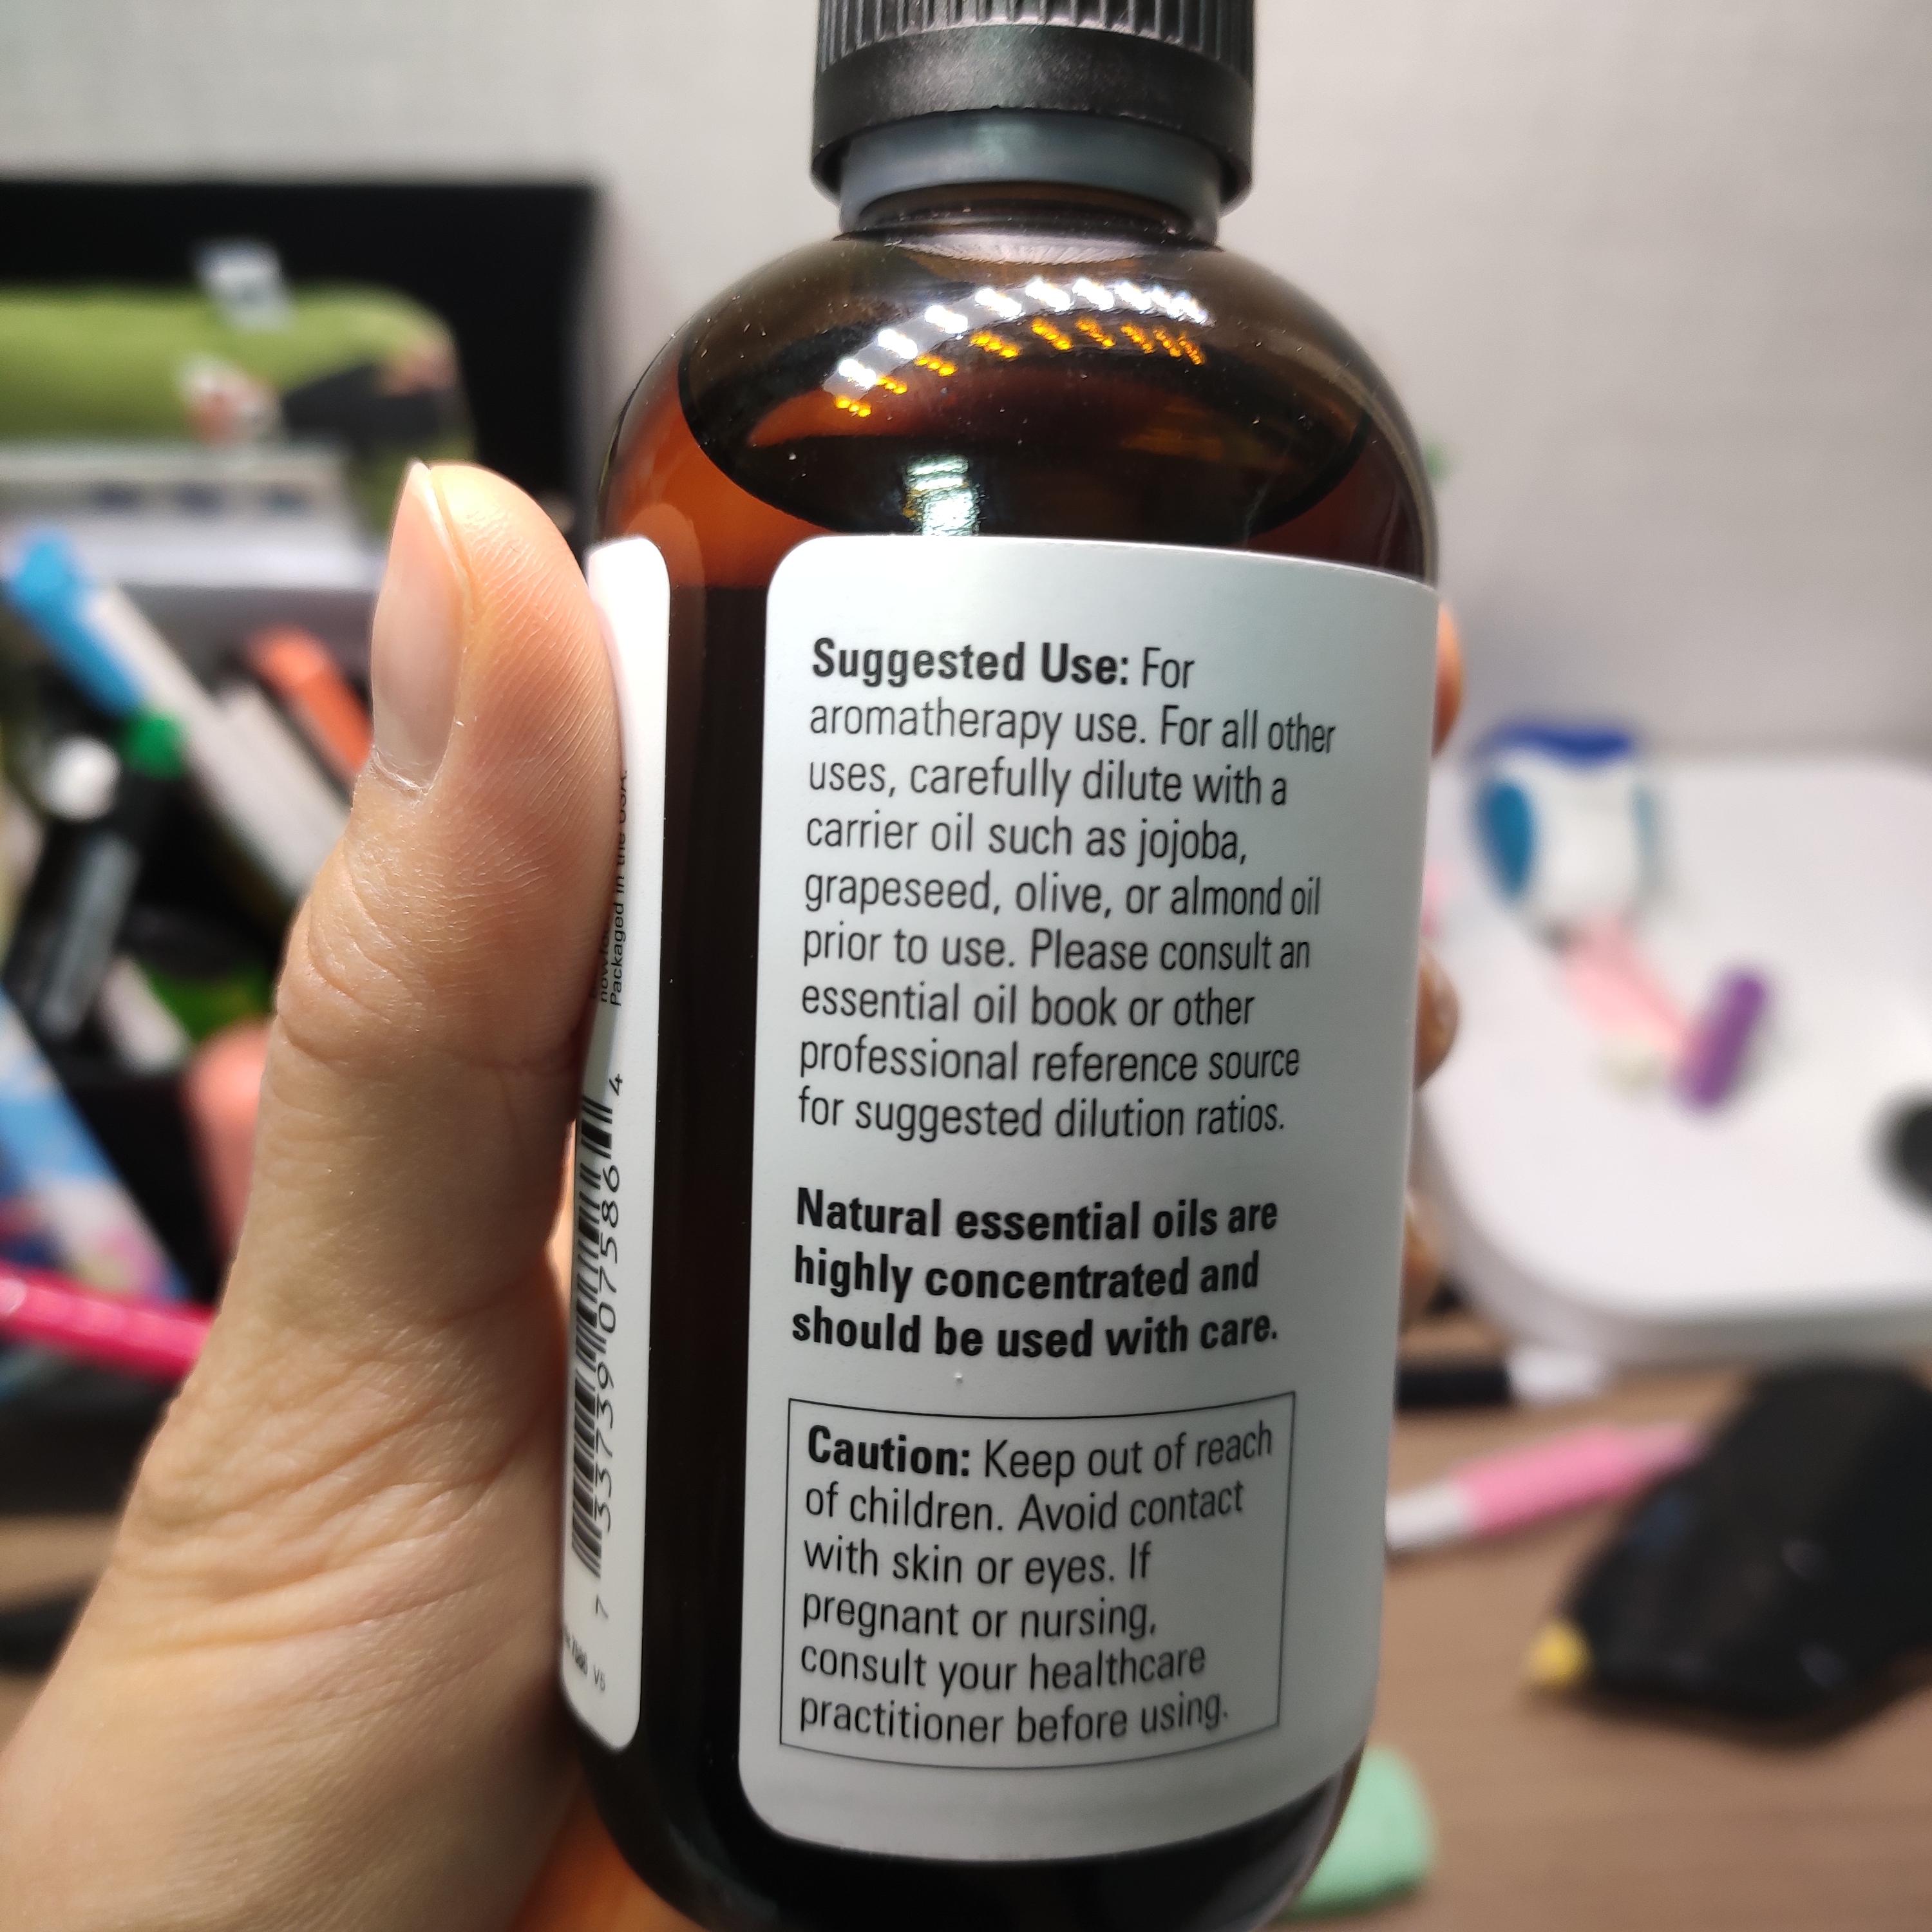 Suggested Use: For
aromatherapy use. For all other
uses, carefully dilute with a
carrier oil such as jojoba,
grapeseed, olive, or almond oil
prior to use. Please consult an
essential oil book or other
professional reference source
for suggested dilution ratios.
Natural essential oils are
highly concentrated and
should be used with care.
Caution: Keep out of reach
of children. Avoid contact
with skin or eyes. If
pregnant or nursing,
consult your healthcare
practitioner before using.
Packaged in the USA.
7 33739 07586 4
V5